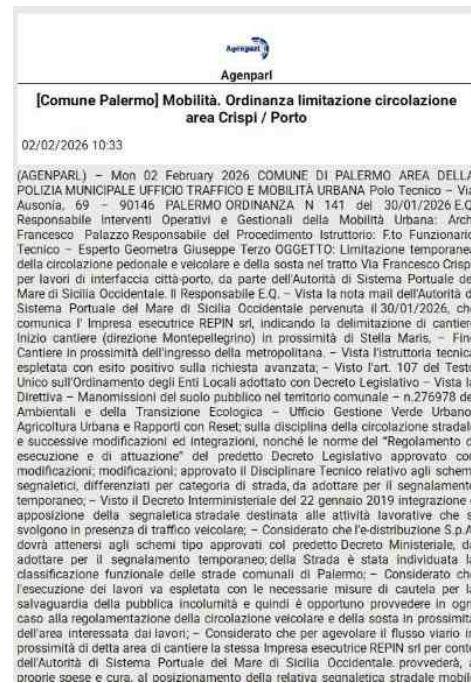 Agenparl
Agenparl
[Comune Palermo] Mobilità. Ordinanza limitazione circolazione
area Crispi / Porto
02/02/2026 10:33
(AGENPARL) – Mon 02 February 2026 COMUNE DI PALERMO AREA DELLA
POLIZIA MUNICIPALE UFFICIO TRAFFICO E MOBILITÀ URBANA Polo Tecnico – Via
Ausonia, 69 – 90146 PALERMO ORDINANZA N 141 del 30/01/2026 E.Q.
Responsabile Interventi Operativi e Gestionali della Mobilità Urbana: Arch
Francesco Palazzo Responsabile del Procedimento Istruttorio: F.to Funzionario
Tecnico – Esperto Geometra Giuseppe Terzo OGGETTO: Limitazione temporanea
della circolazione pedonale e veicolare e della sosta nel tratto Via Francesco Crispi
per lavori di interfaccia città-porto, da parte dell'Autorità di Sistema Portuale del
Mare di Sicilia Occidentale. Il Responsabile E.Q. – Vista la nota mail dell'Autorità di
Sistema Portuale del Mare di Sicilia Occidentale pervenuta il 30/01/2026, che
comunica l' Impresa esecutrice REPIN srl, indicando la delimitazione di cantiere
Inizio cantiere (direzione Montepellegrino) in prossimità di Stella Maris, – Fine
Cantiere in prossimità dell'ingresso della metropolitana. – Vista l'istruttoria tecnica
espletata con esito positivo sulla riservata avanzata; – Visto l'art. 107 del Testo
Unico sull'Ordinamento degli Enti Locali adottato con Decreto Legislativo – Vista la
Direttiva – Manomissioni del suolo pubblico nel territorio comunale – n.276978 del
Ambientali e della Transizione Ecologica – Ufficio Gestione Verde Urbano,
Agricoltura Urbana e Rapporti con Reset; sulla disciplina della circolazione stradale
e successive modificazioni ed integrazioni, nonché le norme del "Regolamento di
esecuzione e di attuazione" del predetto Decreto Legislativo approvato con
modificazioni; modificazioni; approvato il Disciplinare Tecnico relativo agli schemi
segnaletici, differenziati per categoria di strada, da adottare per il segnalamento
temporaneo; – Visto il Decreto Interministeriale del 22 gennaio 2019 integrazione e
apposizione della segnaletica stradale destinata alle attività lavorative che si
svolgono in presenza di traffico veicolare; – Considerato che l'e-distribuzione S.p.A.
dovrà attenersi agli schemi tipo approvati col predetto Decreto Ministeriale, da
adottare per il segnalamento temporaneo; della Strada è stata individuata la
classificazione funzionale delle strade comunali di Palermo; – Considerato che
l'esecuzione dei lavori va espletata con le necessarie misure di cautela per la
salvaguardia della pubblica incolumità e quindi è opportuno provvedere in ogni
caso alla regolamentazione della circolazione veicolare e della sosta in prossimità
dell'area interessata dai lavori; – Considerato che per agevolare il flusso viario in
prossimità di detta area di cantiere la stessa Impresa esecutrice REPIN srl per conto
dell'Autorità di Sistema Portuale del Mare di Sicilia Occidentale. provvederà, a
proprie spese e cura, al posizionamento della relativa segnaletica stradale mobile